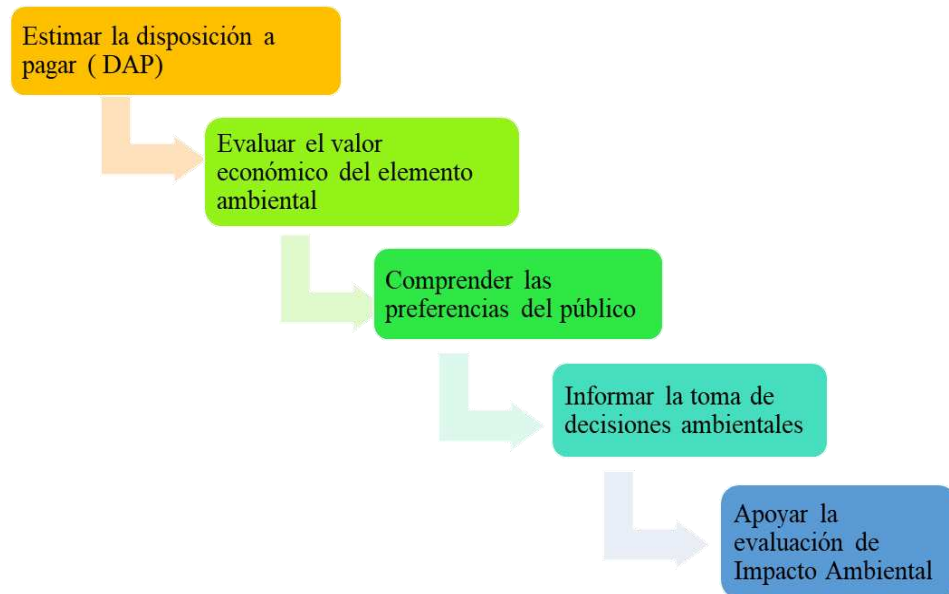 Estimar la disposición a
pagar ( DAP)
Evaluar el valor
económico del elemento
ambiental
Comprender las
preferencias del público
Informar la toma de
decisiones ambientales
Apoyar la
evaluación de
Impacto Ambiental